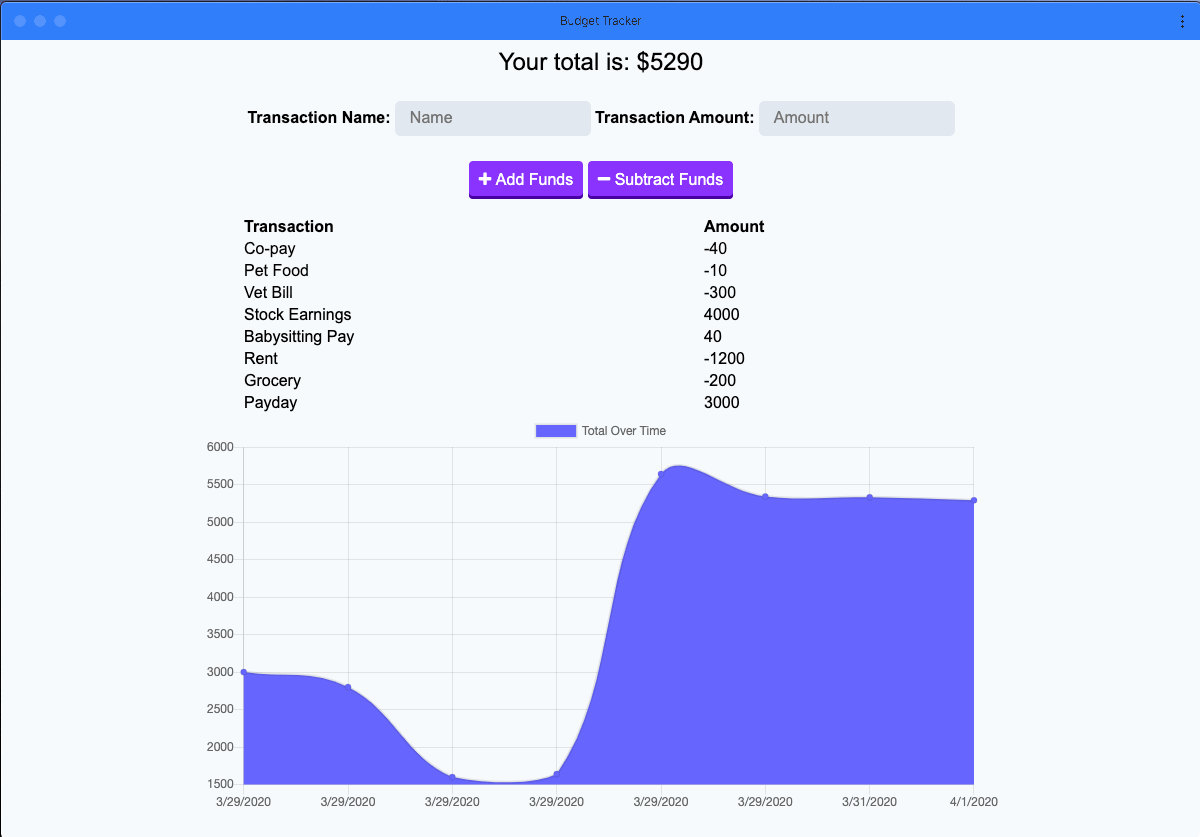 Budget Tracker
Your total is: $5290
Transaction Name: Name Transaction Amount: Amount
Add Funds Subtract Funds
Transaction Amount
Co-pay -40
Pet Food -10
Vet Bill -300
Stock Earnings 4000
Babysitting Pay 40
Rent -1200
Grocery -200
Payday 3000
Total Over Time
6000
5500
5000
4500
4000
3500
3000
2500
2000
1500
3/29/2020 3/29/2020 3/29/2020 3/29/2020 3/29/2020 3/29/2020 3/31/2020 4/1/2020